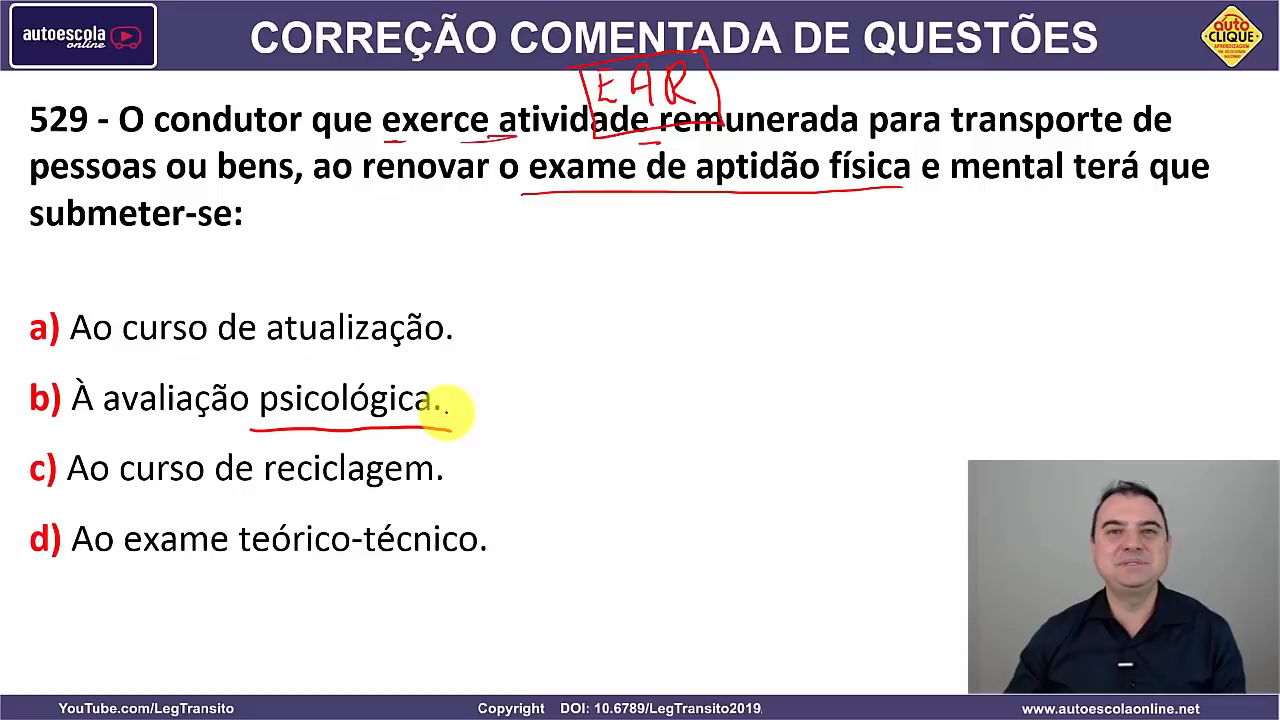 autoescola
online
CORREÇÃO COMENTADA DE QUESTÕES
auto
CLIQUE
EAR
529 - O condutor que exerce atividade remunerada para transporte de
pessoas ou bens, ao renovar o exame de aptidão física e mental terá que
submeter-se:
a) Ao curso de atualização.
b) À avaliação psicológica.
c) Ao curso de reciclagem.
d) Ao exame teórico-técnico.
YouTube.com/LegTransito
Copyright DOI: 10.6789/LegTransito2019
www.autoescolaonline.net